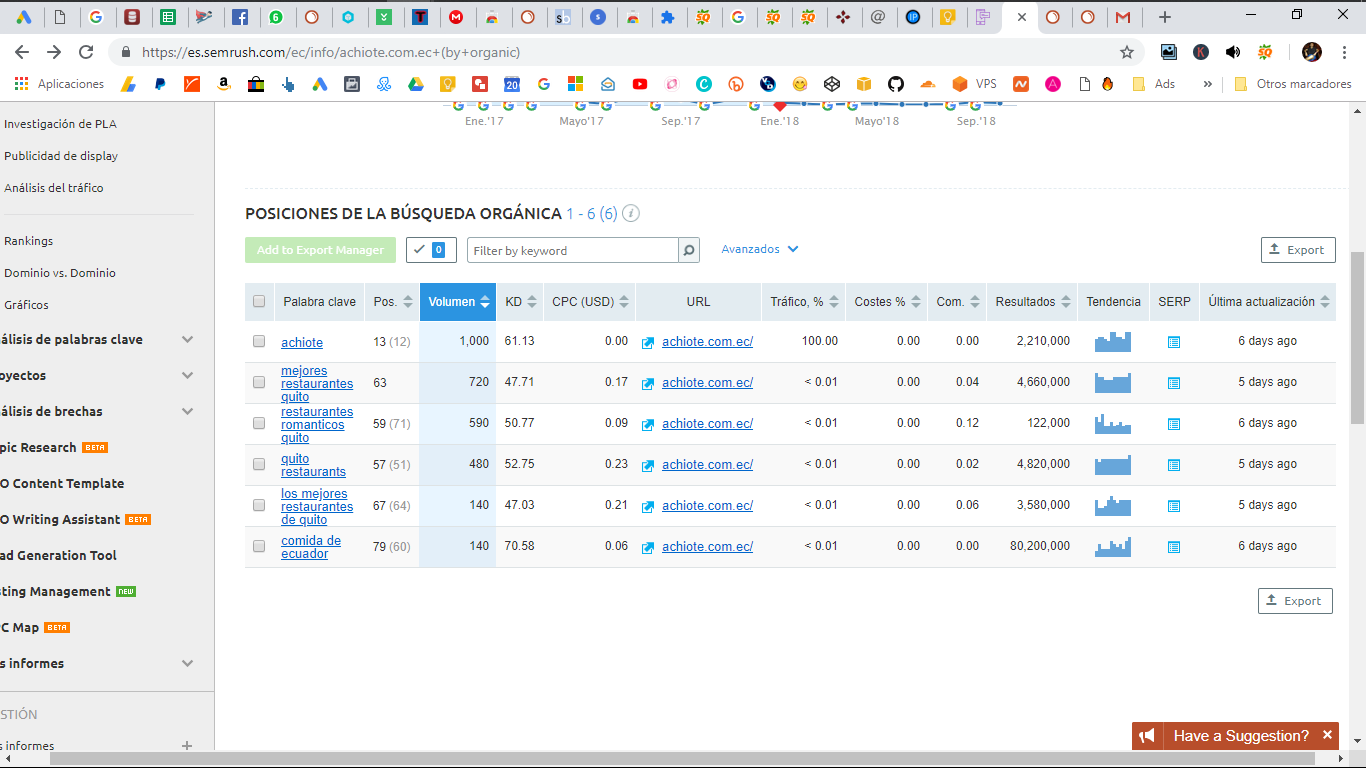 https://es.semrush.com/ec/info/achiote.com.ec+(by+organic)
Aplicaciones
20
VPS
Ads
»
Otros marcadores
Ene.'17 Mayo'17 Sep.'17 Ene.'18 Mayo'18 Sep.'18
Investigación de PLA
Publicidad de display
Análisis del tráfico
Rankings
Dominio vs. Dominio
Gráficos
álisis de palabras clave
oyectos
álisis de brechas
pic Research BETA
O Content Template
O Writing Assistant BETA
ad Generation Tool
ting Management NEW
C Map BETA
s informes
STIÓN
s informes +
POSICIONES DE LA BÚSQUEDA ORGÁNICA 1 - 6 (6) i
Add to Export Manager 0 Filter by keyword Avanzados Export
Palabra clave Pos. Volumen KD CPC (USD) URL Tráfico, % Costes % Com. Resultados Tendencia SERP Última actualización
achiote 13 (12) 1,000 61.13 0.00 achiote.com.ec/ 100.00 0.00 0.00 2,210,000 6 days ago
mejores
restaurantes
quito
63 720 47.71 0.17 achiote.com.ec/ < 0.01 0.00 0.04 4,660,000 5 days ago
restaurantes
romanticos
quito
59 (71) 590 50.77 0.09 achiote.com.ec/ < 0.01 0.00 0.12 122,000 6 days ago
quito
restaurants
57 (51) 480 52.75 0.23 achiote.com.ec/ < 0.01 0.00 0.02 4,820,000 5 days ago
los mejores
restaurantes
de quito
67 (64) 140 47.03 0.21 achiote.com.ec/ < 0.01 0.00 0.06 3,580,000 5 days ago
comida de
ecuador
79 (60) 140 70.58 0.06 achiote.com.ec/ < 0.01 0.00 0.00 80,200,000 6 days ago
Export
Have a Suggestion? ×